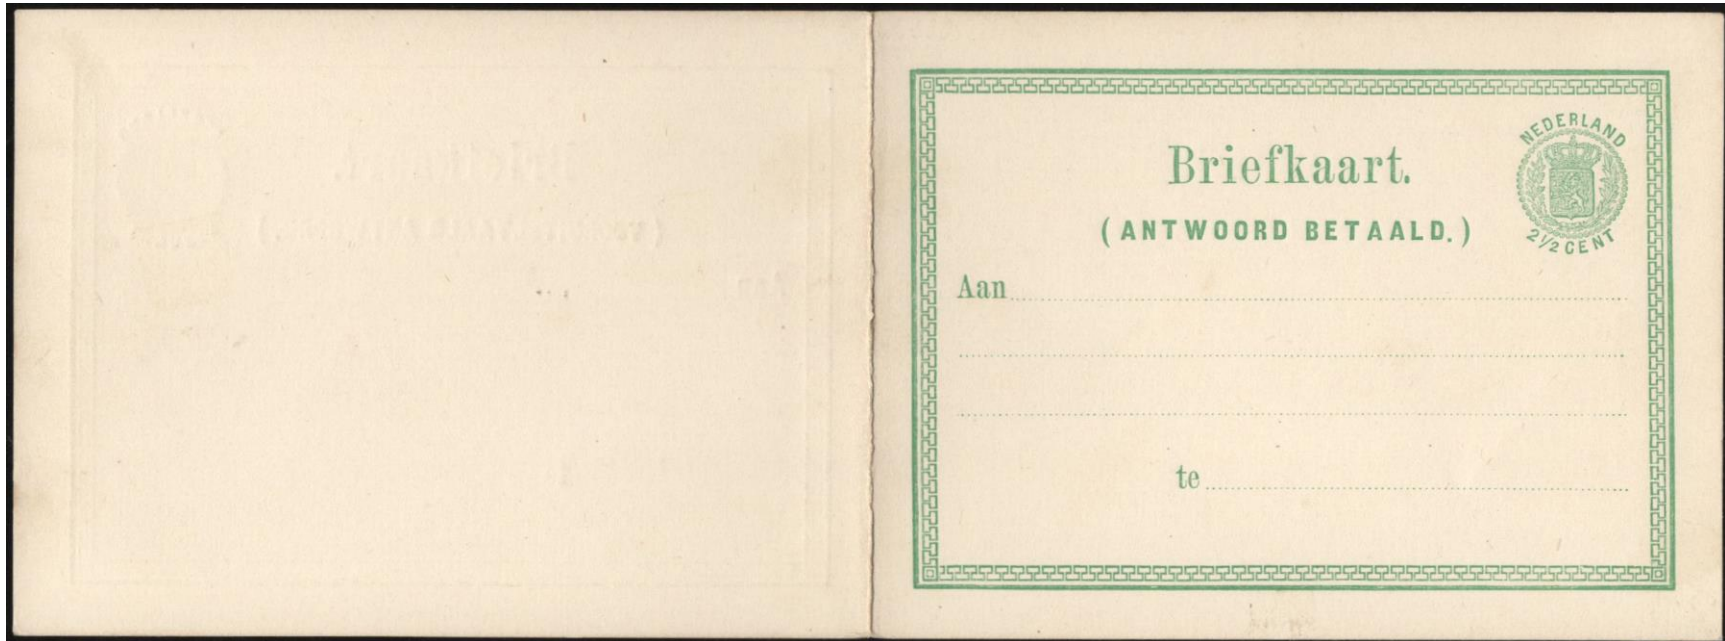 NEDERLAND
Briefkaart.
2½ CENT
(ANTWOORD BETAALD.)
Aan
te